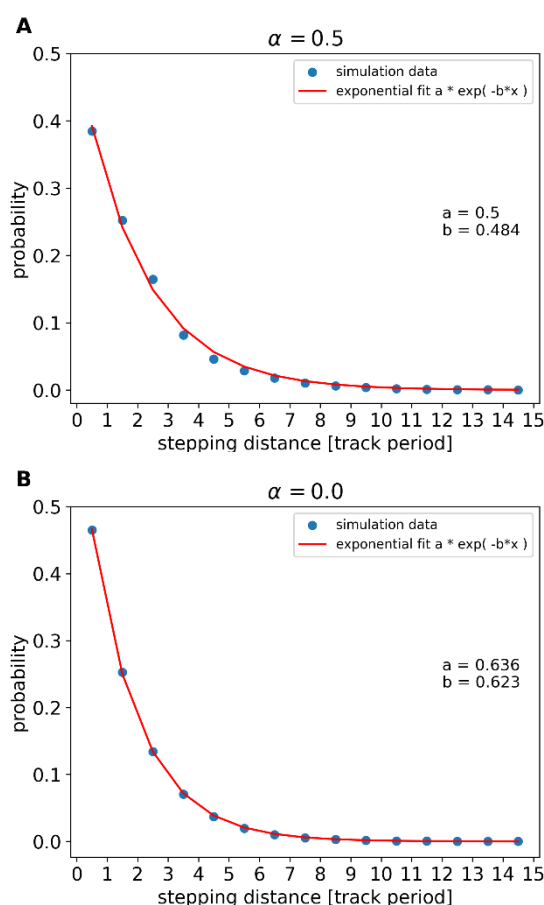 A
α = 0.5
0.5
0.4
0.3
0.2
0.1
0.0
probability
simulation data
exponential fit a * exp( -b*x )
a = 0.5
b = 0.484
0 1 2 3 4 5 6 7 8 9 10 11 12 13 14 15
stepping distance [track period]
B
α = 0.0
0.5
0.4
0.3
0.2
0.1
0.0
probability
simulation data
exponential fit a * exp( -b*x )
a = 0.636
b = 0.623
0 1 2 3 4 5 6 7 8 9 10 11 12 13 14 15
stepping distance [track period]